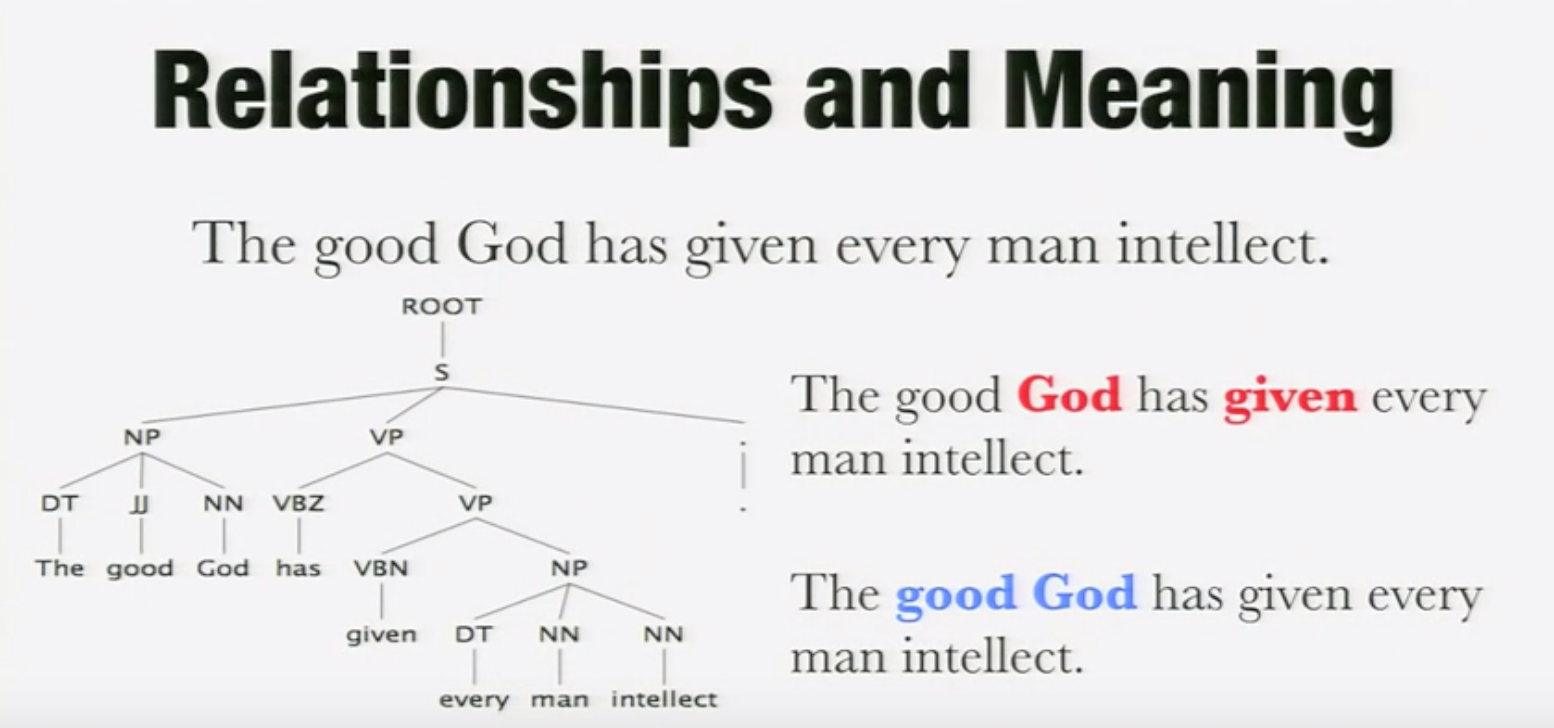 Relationships and Meaning
The good God has given every man intellect.
ROOT
S
NP VP .
DT JJ NN VBZ VP .
The good God has VBN NP
given DT NN NN
every man intellect
The good God has given every
man intellect.
The good God has given every
man intellect.